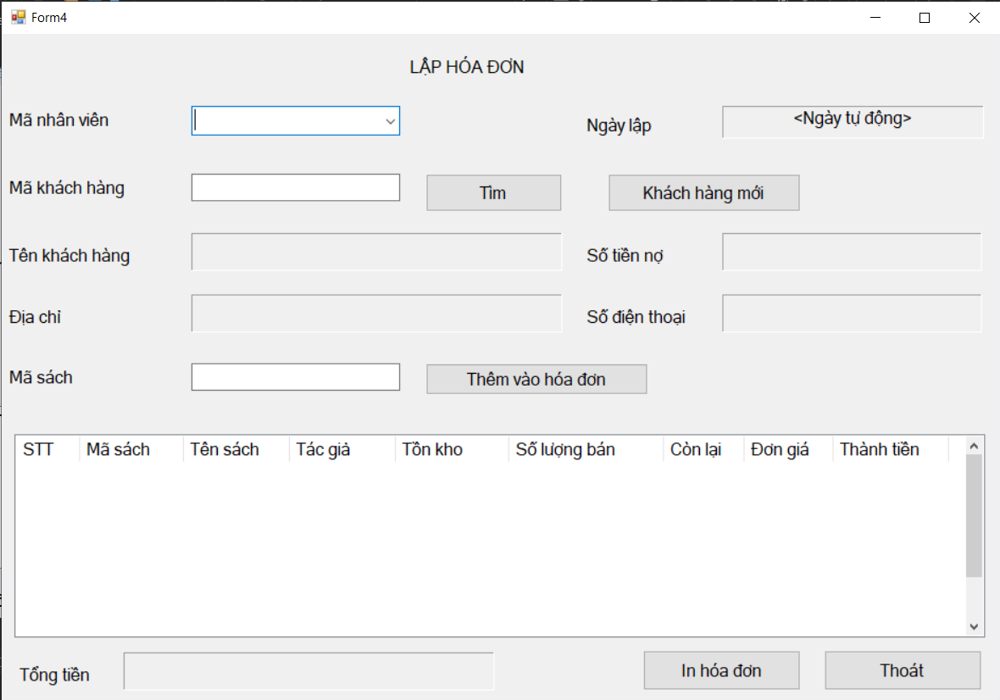 Form4
LẬP HÓA ĐƠN
Mã nhân viên
Ngày lập
<Ngày tự động>
Mã khách hàng
Tìm
Khách hàng mới
Tên khách hàng
Số tiền nợ
Địa chỉ
Số điện thoại
Mã sách
Thêm vào hóa đơn
STT Mã sách Tên sách Tác giả Tồn kho Số lượng bán Còn lại Đơn giá Thành tiền
Tổng tiền
In hóa đơn
Thoát